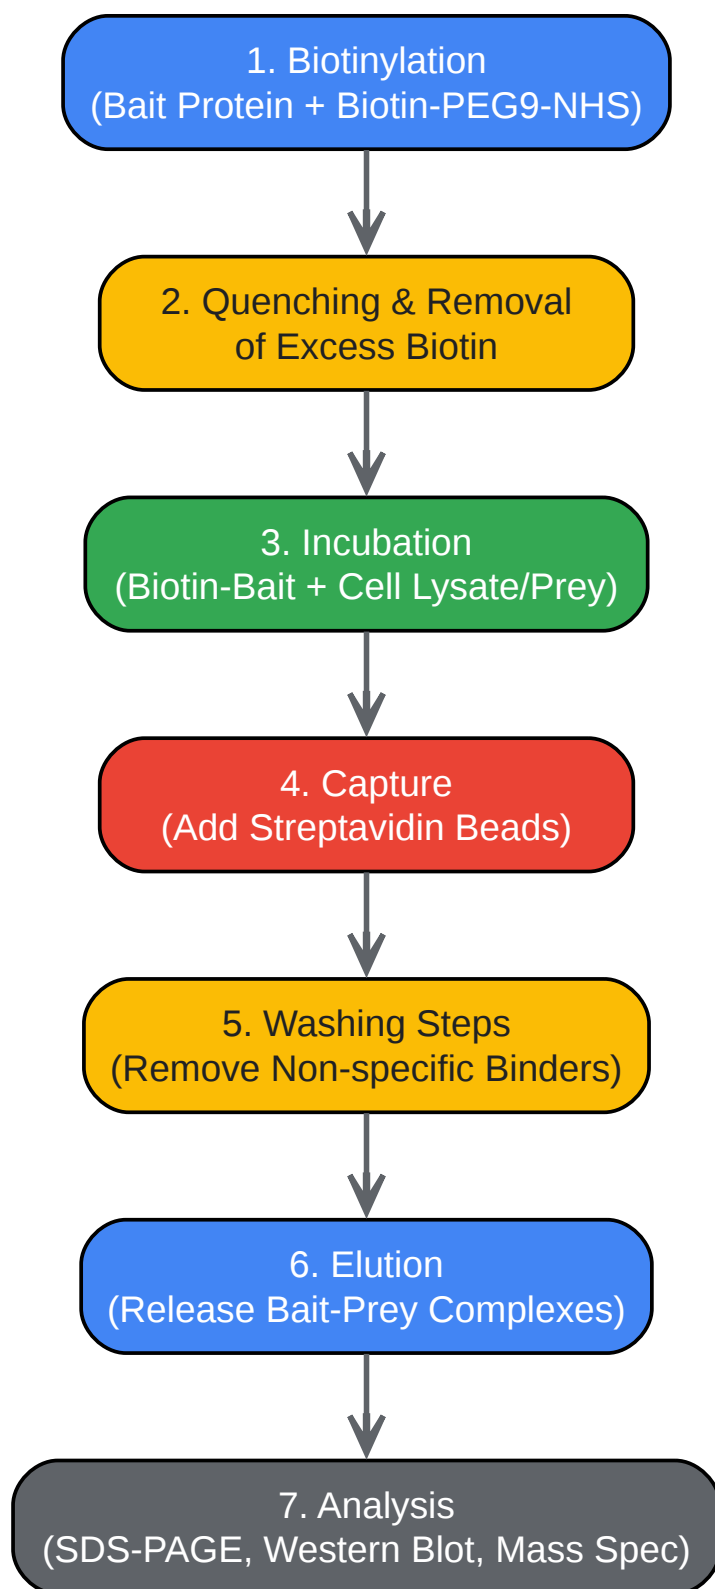 1. Biotinylation
(Bait Protein + Biotin-PEG9-NHS)
2. Quenching & Removal
of Excess Biotin
3. Incubation
(Biotin-Bait + Cell Lysate/Prey)
4. Capture
(Add Streptavidin Beads)
5. Washing Steps
(Remove Non-specific Binders)
6. Elution
(Release Bait-Prey Complexes)
7. Analysis
(SDS-PAGE, Western Blot, Mass Spec)